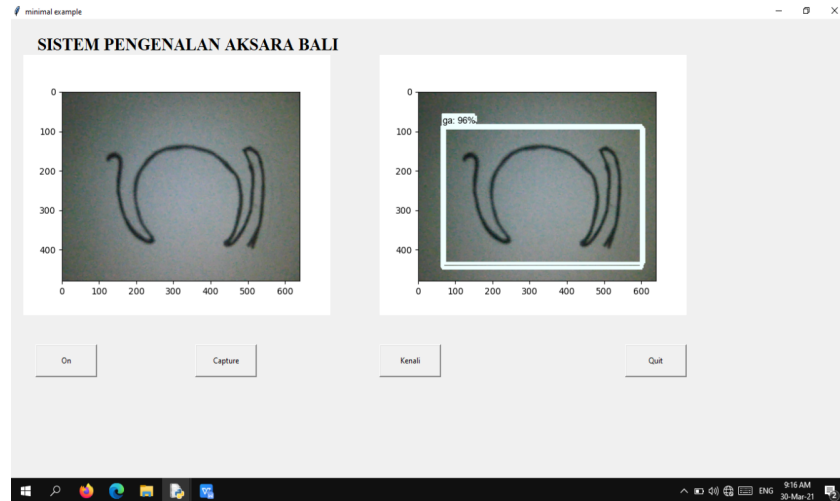 minimal example
SISTEM PENGENALAN AKSARA BALI
0
100
200
300
400
0 100 200 300 400 500 600
ᬕ
0
100
200
300
400
0 100 200 300 400 500 600
ga: 96%
ᬕ
On
Capture
Kenali
Quit
ENG
9:16 AM
30-Mar-21